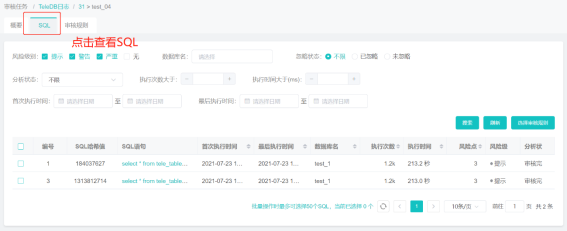 审核任务 / TeleDB日志 / 31 > test_04
概要 SQL 审核规则
点击查看SQL
风险级别: 提示 警告 严重 无 数据库名: 请选择 忽略状态: 不限 已忽略 未忽略
分析状态: 不限 执行次数大于: - + 执行时间大于(ms): - +
首次执行时间: 请选择日期 至 请选择日期 最后执行时间: 请选择日期 至 请选择日期
搜索 选择审核规则
编号 SQL哈希值 SQL语句 首次执行时间 最后执行时间 数据库名 执行次数 执行时间 风险点 风险值 分析状
1 184037627 select * from tele_table... 2021-07-23 1... 2021-07-23 1... test_1 1.2k 213.2 秒 3 提示 审核完
3 1313812714 select * from tele_table... 2021-07-23 1... 2021-07-23 1... test_1 1.2k 213.0 秒 3 提示 审核完
批量操作时最多可选择50个SQL, 当前已选择 0 个 < 1 > 10条/页 前往 1 页 共 2 条